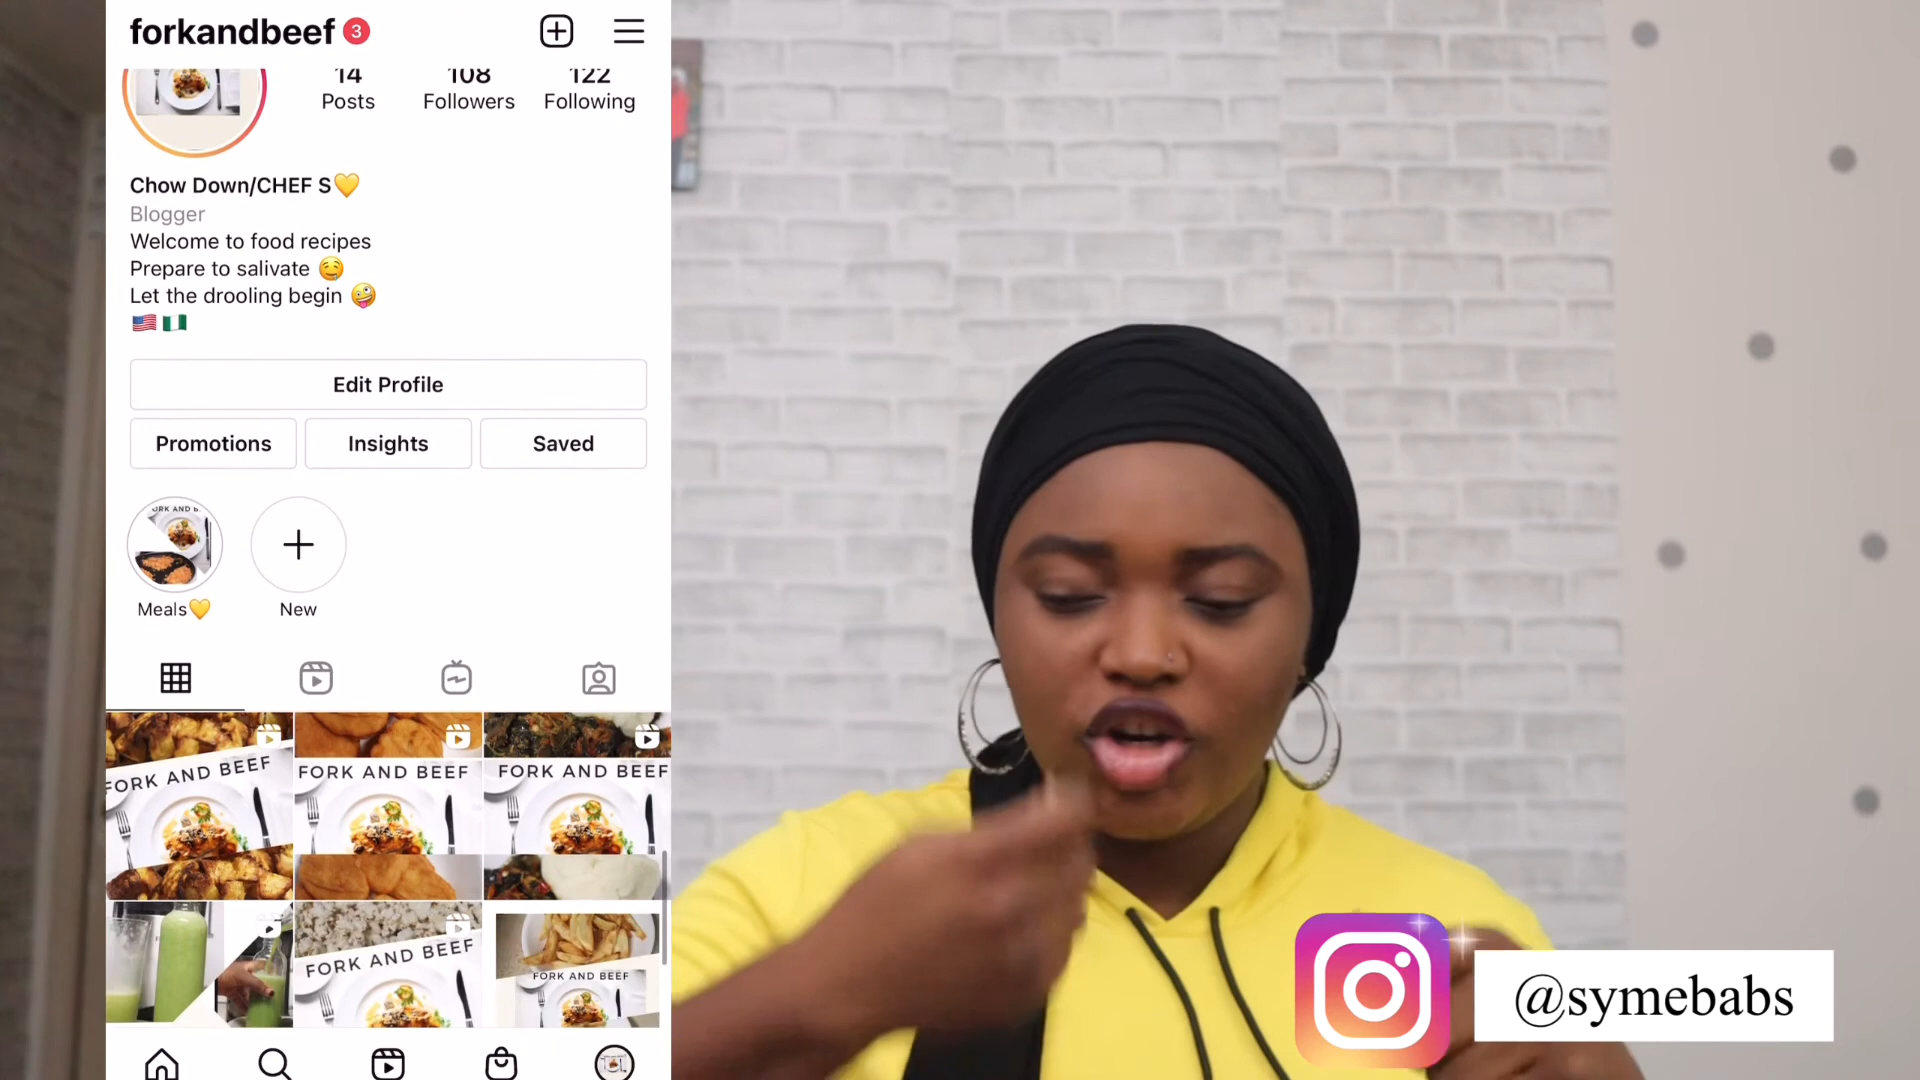 forkandbeef 3
14 108 122
Posts Followers Following
Chow Down/CHEF S💛
Blogger
Welcome to food recipes
Prepare to salivate 🤤
Let the drooling begin 🤪
🇺🇸 🇳🇬
Edit Profile
Promotions Insights Saved
Meals💛 New
FORK AND BEEF
FORK AND BEEF
FORK AND BEEF
FORK AND BEEF
FORK AND BEEF
@symebabs